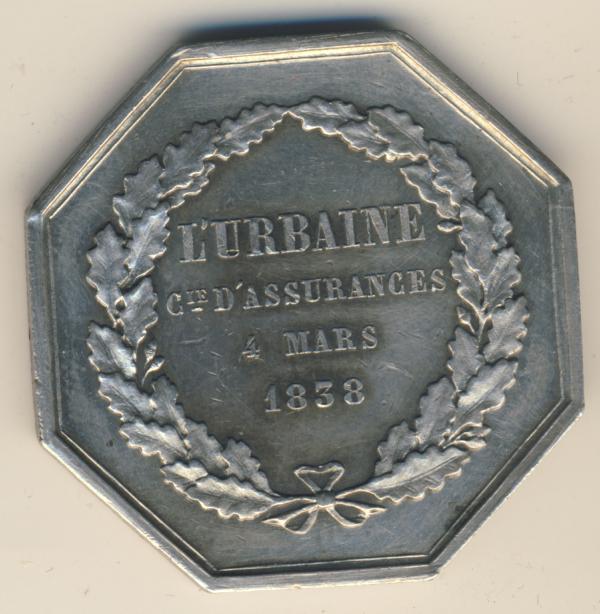 L'URBAINE
CIE D'ASSURANCES
4 MARS
1838